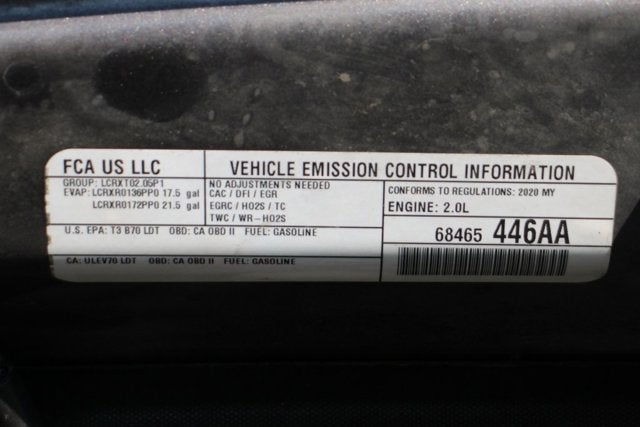 FCA US LLC
VEHICLE EMISSION CONTROL INFORMATION
GROUP: LCRXT02.05P1
EVAP: LCRXR0136PP0 17.5 gal
LCRXR0172PP0 21.5 gal
NO ADJUSTMENTS NEEDED
CAC / DFI / EGR
EGRC / HO2S / TC
TWC / WR-HO2S
CONFORMS TO REGULATIONS: 2020 MY
ENGINE: 2.0L
U.S. EPA: T3 B70 LDT OBD: CA OBD II FUEL: GASOLINE
68465 446AA
CA: ULEV70 LDT OBD: CA OBD II FUEL: GASOLINE